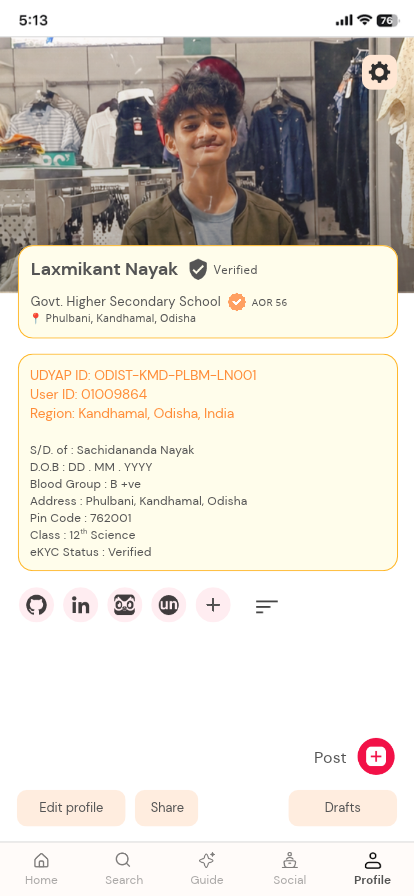 5:13
76
Laxmikant Nayak Verified
Govt. Higher Secondary School AOR 56
Phulbani, Kandhamal, Odisha
UDYAP ID: ODIST-KMD-PLBM-LN001
User ID: 01009864
Region: Kandhamal, Odisha, India
S/D. of : Sachidananda Nayak
D.O.B : DD . MM . YYYY
Blood Group : B +ve
Address : Phulbani, Kandhamal, Odisha
Pin Code : 762001
Class : 12th Science
eKYC Status : Verified
in un
Post
Edit profile Share Drafts
Home Search Guide Social Profile